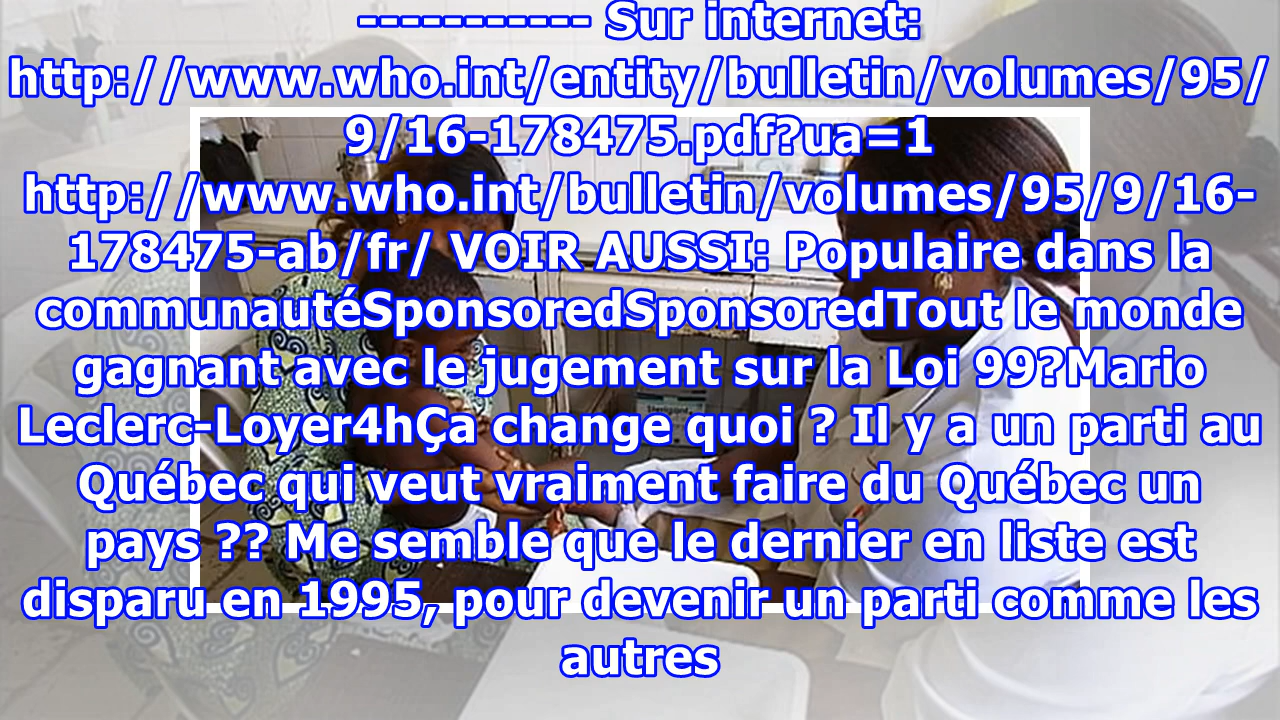 ----------- Sur internet:
http://www.who.int/entity/bulletin/volumes/95/
9/16-178475.pdf?ua=1
http://www.who.int/bulletin/volumes/95/9/16-
178475-ab/fr/ VOIR AUSSI: Populaire dans la
communautéSponsoredSponsoredTout le monde
gagnant avec le jugement sur la Loi 99?Mario
Leclerc-Loyer4hÇa change quoi ? Il y a un parti au
Québec qui veut vraiment faire du Québec un
pays ?? Me semble que le dernier en liste est
disparu en 1995, pour devenir un parti comme les
autres